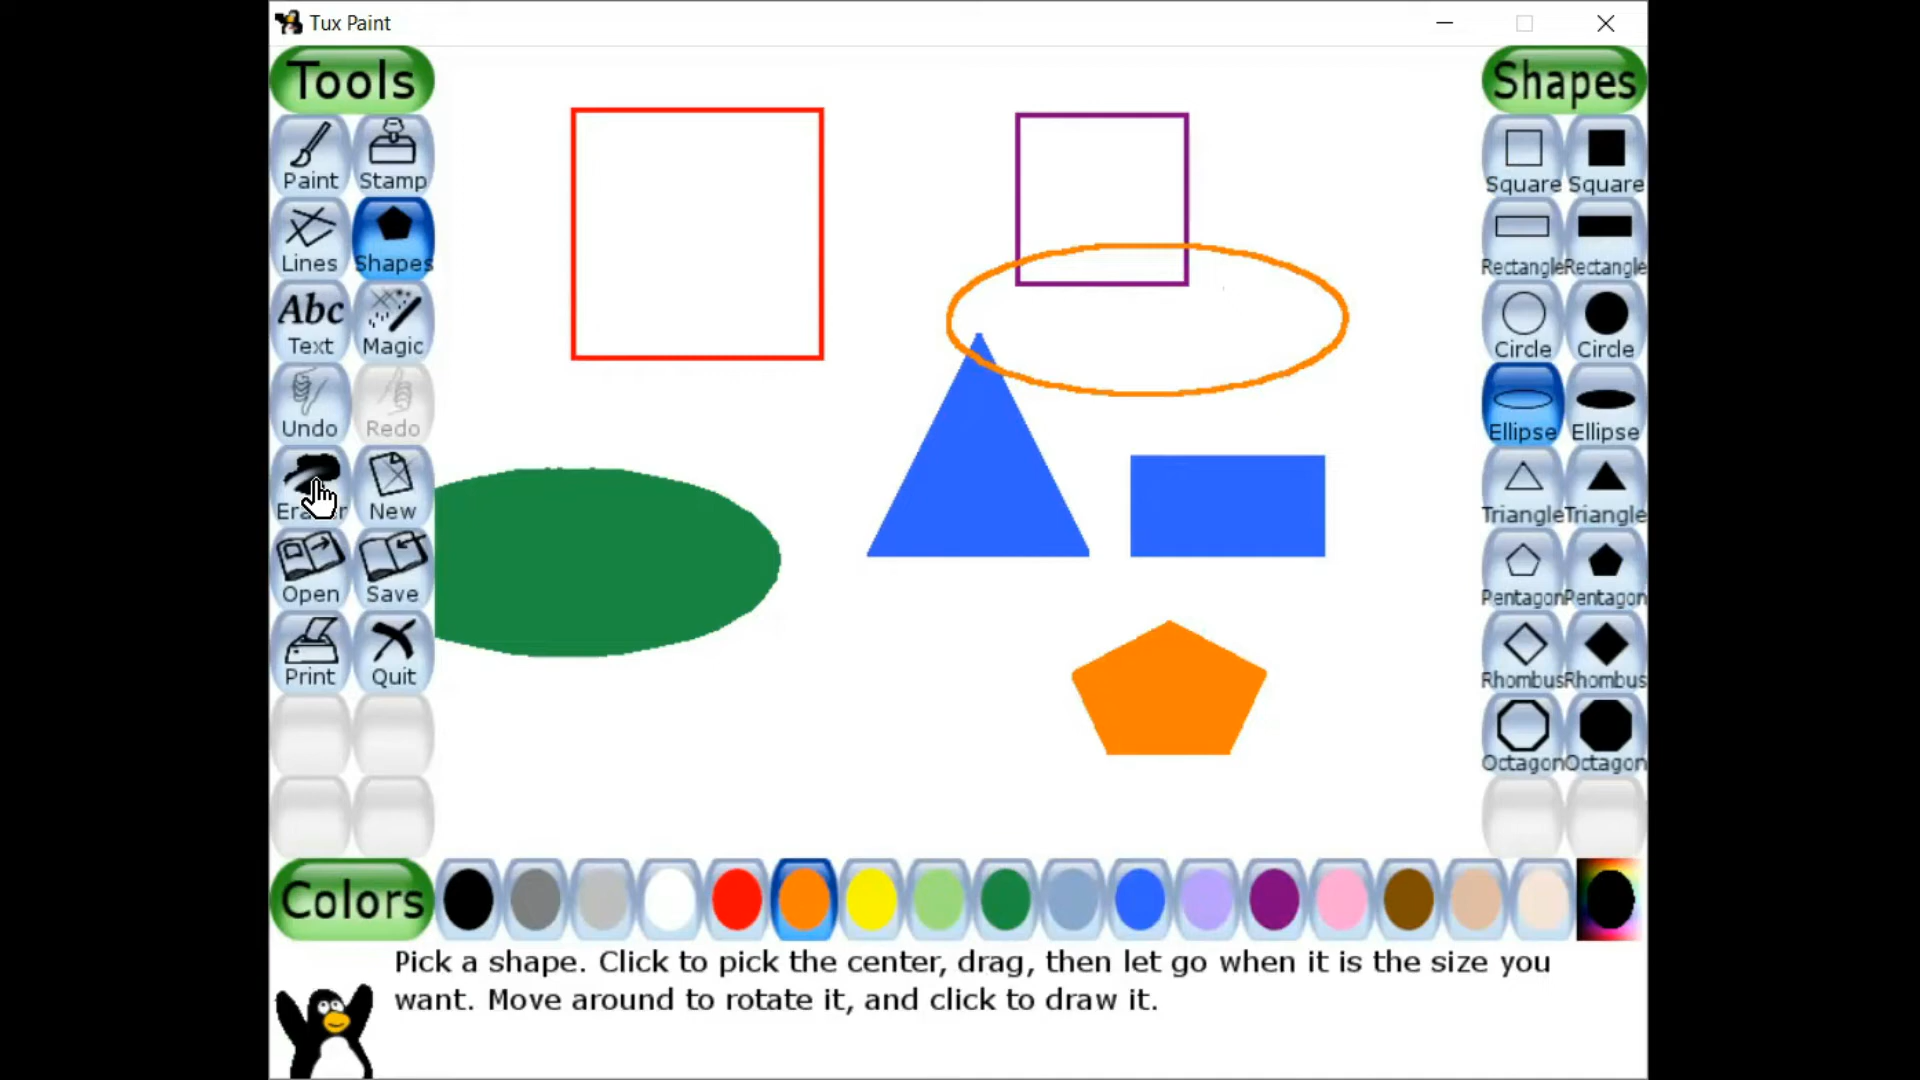 Tux Paint
Tools
Shapes
Paint Stamp
Lines Shapes
Abc
Text Magic
Undo Redo
New
Open Save
Print Quit
Square Square
Rectangle Rectangle
Circle Circle
Ellipse Ellipse
Triangle Triangle
Pentagon Pentagon
Rhombus Rhombus
Octagon Octagon
Colors
Pick a shape. Click to pick the center, drag, then let go when it is the size you
want. Move around to rotate it, and click to draw it.